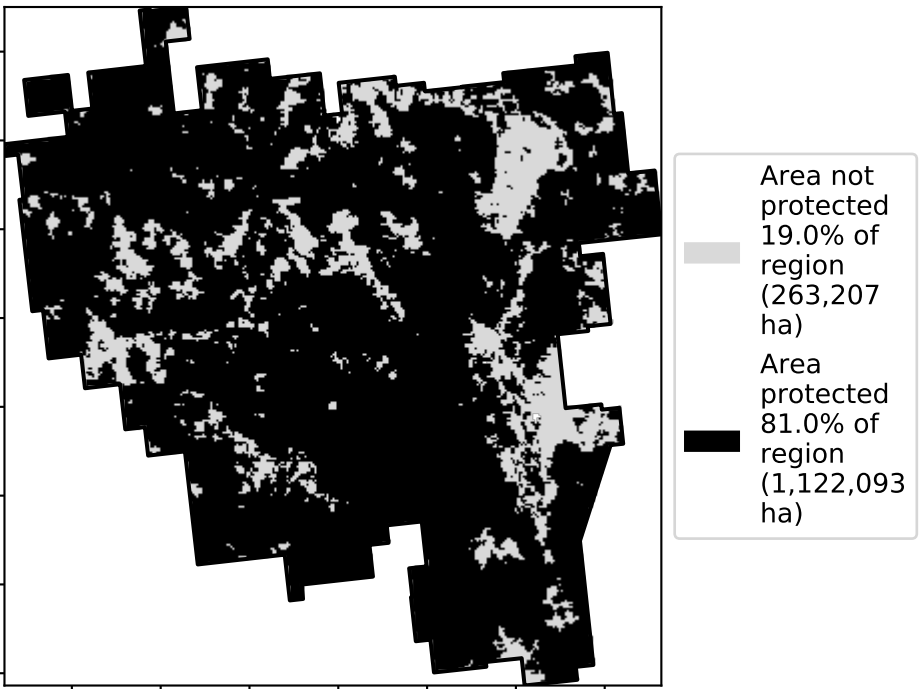 Area not
protected
19.0% of
region
(263,207
ha)
Area
protected
81.0% of
region
(1,122,093
ha)